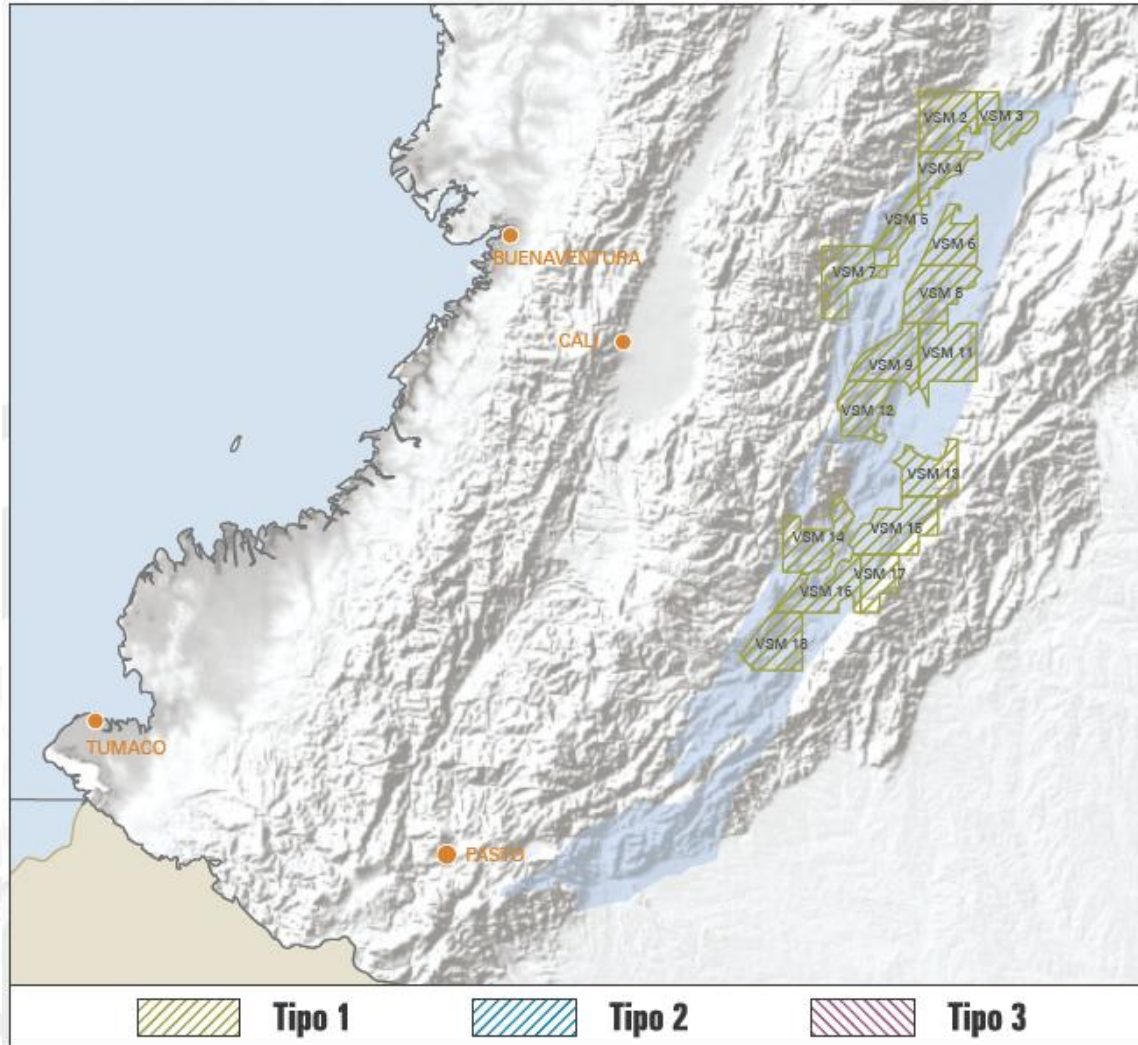 VSM 2
VSM 3
VSM 4
VSM 5
VSM 6
BUENAVENTURA
VSM 7
VSM 8
CALI
VSM 11
VSM 9
VSM 12
VSM 13
VSM 15
VSM 14
VSM 17
VSM 16
VSM 18
TUMACO
PASTO
Tipo 1
Tipo 2
Tipo 3